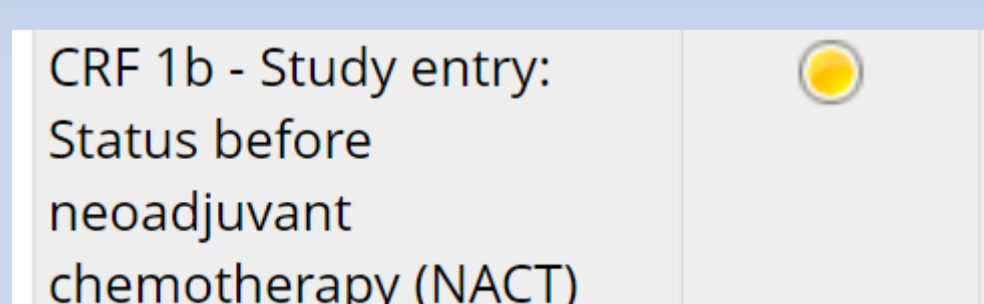 CRF 1b - Study entry:
Status before
neoadjuvant
chemotherapy (NACT)